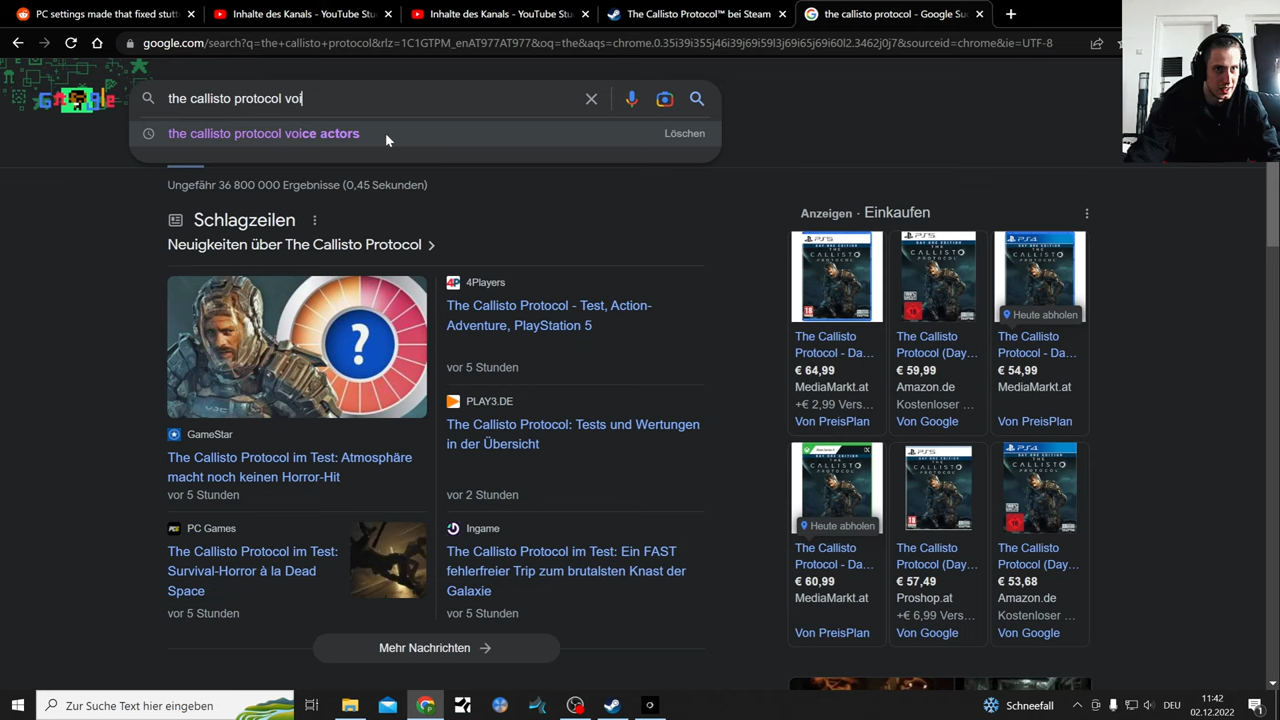 PC settings made that fixed stutt
Inhalte des Kanals - YouTube Stu
Inhalte des Kanals - YouTube Stu
The Callisto Protocol™ bei Steam
the callisto protocol - Google Su
google.com/search?q=the+callisto+protocol&rlz=1C1GTPM_enAT977AT977&oq=the&aqs=chrome.0.35i39i355j46i39j69i59l3j69i65j69i60l2.3462j0j7&sourceid=chrome&ie=UTF-8
the callisto protocol voi
the callisto protocol voice actors
Löschen
Ungefähr 36 800 000 Ergebnisse (0,45 Sekunden)
Schlagzeilen
Neuigkeiten über The Callisto Protocol
GameStar
The Callisto Protocol im Test: Atmosphäre
macht noch keinen Horror-Hit
vor 5 Stunden
4Players
The Callisto Protocol - Test, Action-
Adventure, PlayStation 5
vor 5 Stunden
PLAY3.DE
The Callisto Protocol: Tests und Wertungen
in der Übersicht
vor 2 Stunden
PC Games
The Callisto Protocol im Test:
Survival-Horror à la Dead
Space
vor 5 Stunden
Ingame
The Callisto Protocol im Test: Ein FAST
fehlerfreier Trip zum brutalsten Knast der
Galaxie
vor 5 Stunden
Mehr Nachrichten
Anzeigen · Einkaufen
The Callisto
Protocol - Da...
€ 64,99
MediaMarkt.at
+€ 2,99 Vers...
Von PreisPlan
The Callisto
Protocol (Day...
€ 59,99
Amazon.de
Kostenloser ...
Von Google
Heute abholen
The Callisto
Protocol - Da...
€ 54,99
MediaMarkt.at
Von PreisPlan
Heute abholen
The Callisto
Protocol - Da...
€ 60,99
MediaMarkt.at
Von PreisPlan
The Callisto
Protocol (Day...
€ 57,49
Proshop.at
+€ 6,99 Vers...
Von Google
The Callisto
Protocol (Day...
€ 53,68
Amazon.de
Kostenloser ...
Von Google
Zur Suche Text hier eingeben
Schneefall
DEU
11:42
02.12.2022